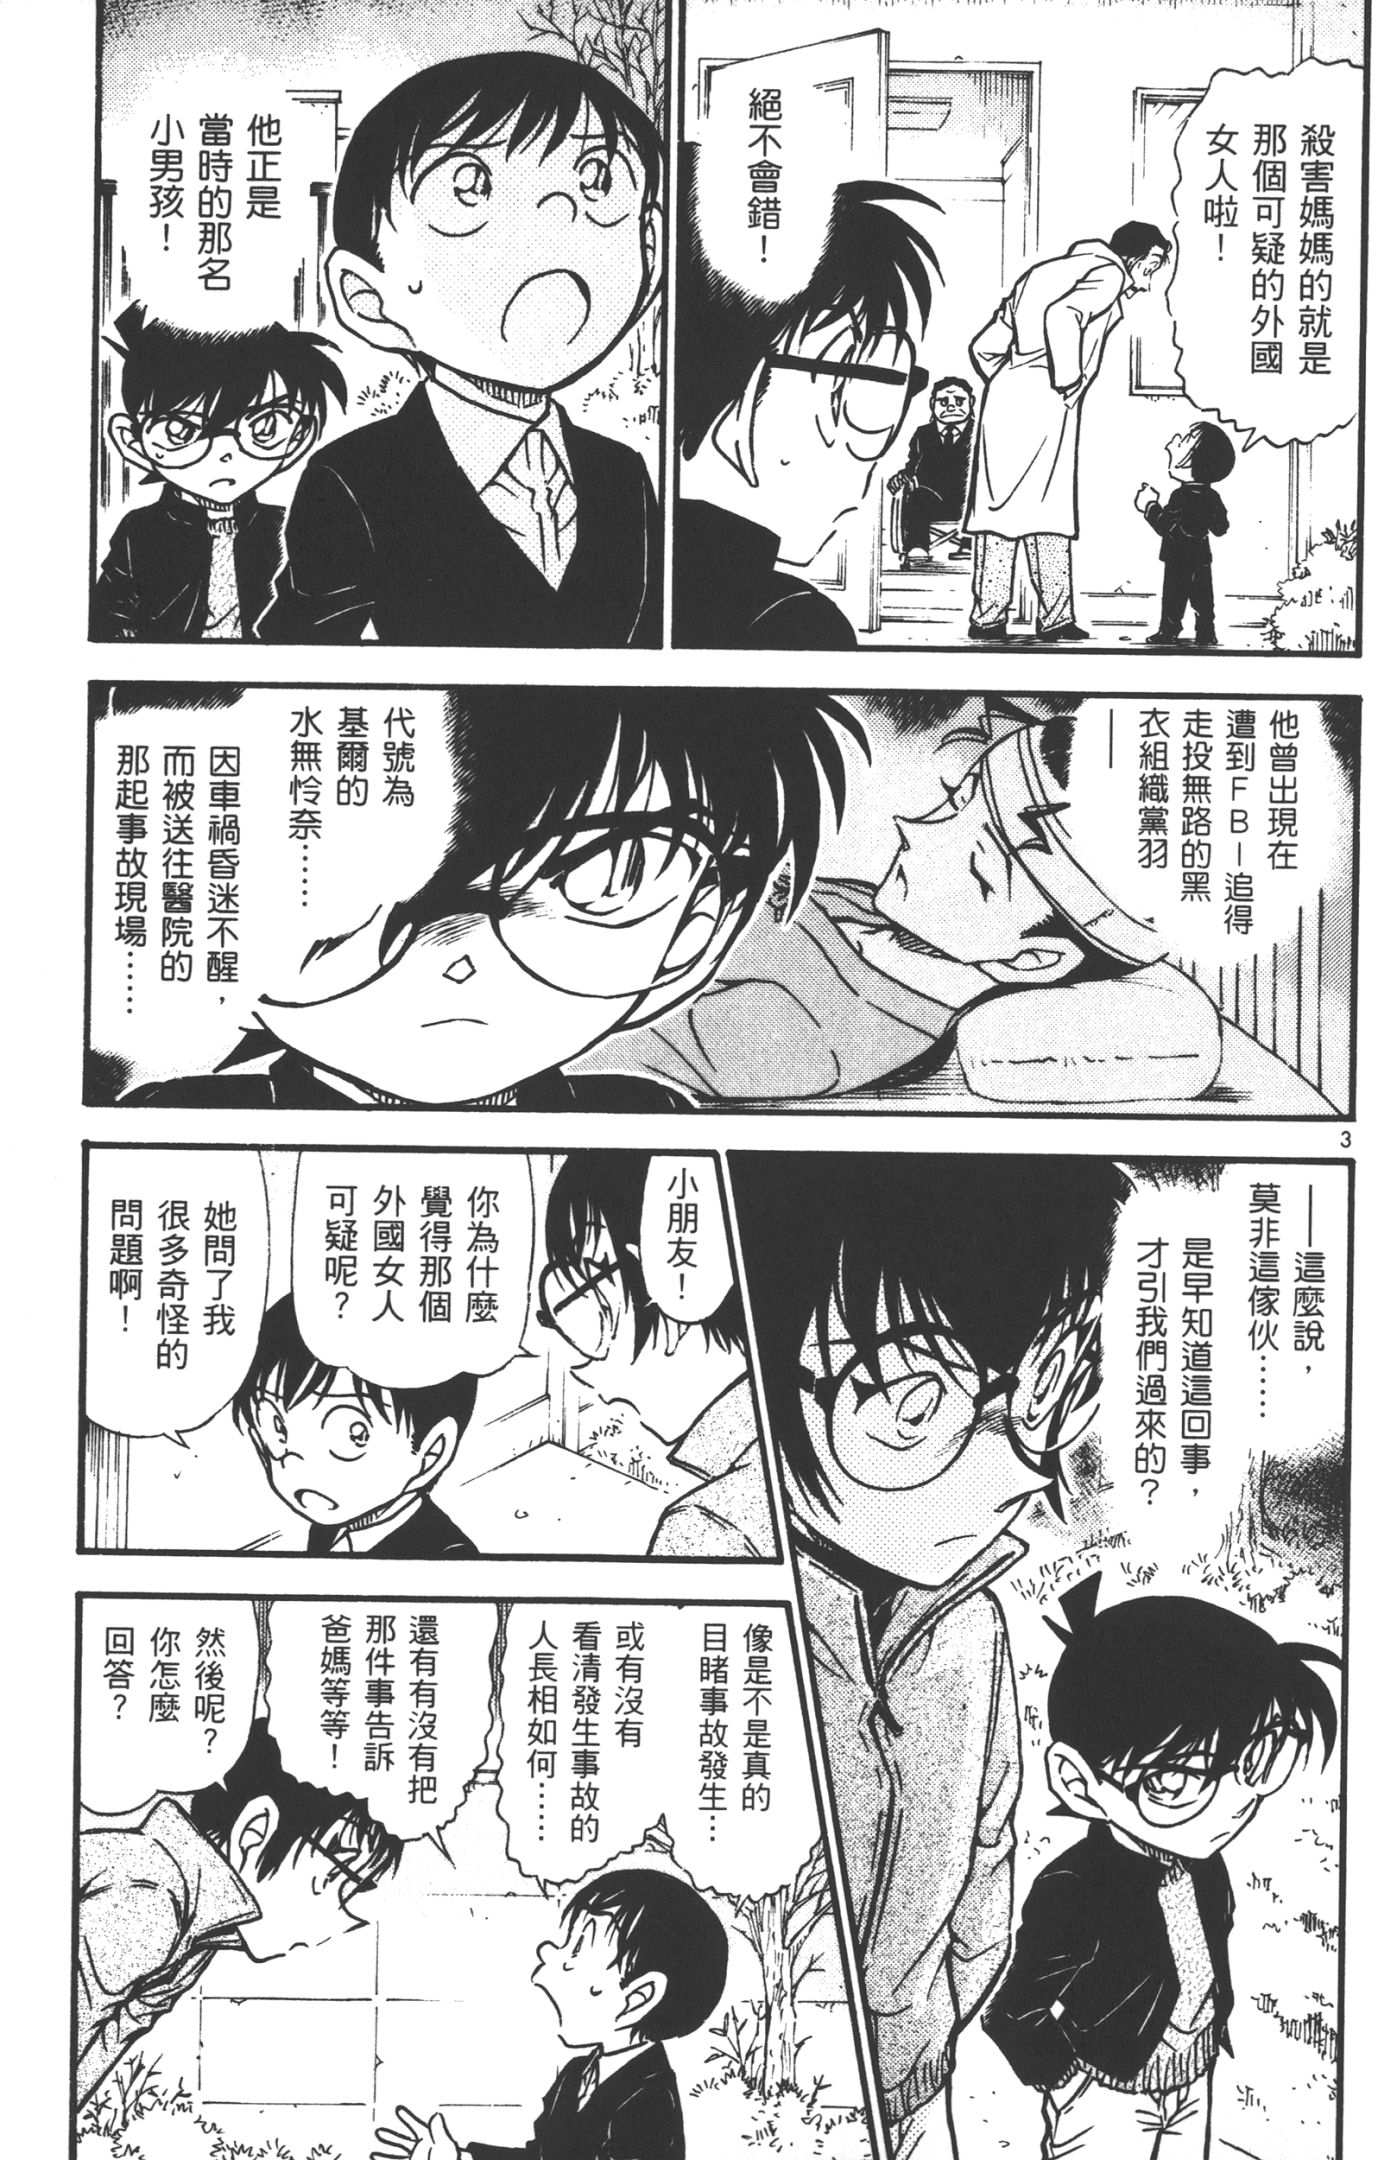 殺害媽媽的就是
那個可疑的外國
女人啦！
絕不會錯！
他正是
當時的那名
小男孩！
他曾出現在
遭到FBI追得
走投無路的黑
衣組織黨羽
——
代號為
基爾的
水無怜奈……
因車禍昏迷不醒，
而被送往醫院的
那起事故現場……
3
——這麼說，
莫非這傢伙……
是早知道這回事，
才引我們過來的？
小朋友！
你為什麼
覺得那個
外國女人
可疑呢？
她問了我
很多奇怪的
問題啊！
像是不是真的
目睹事故發生…
或有沒有
看清發生事故的
人長相如何……
還有有沒有把
那件事告訴
爸媽等等！
然後呢？
你怎麼
回答？